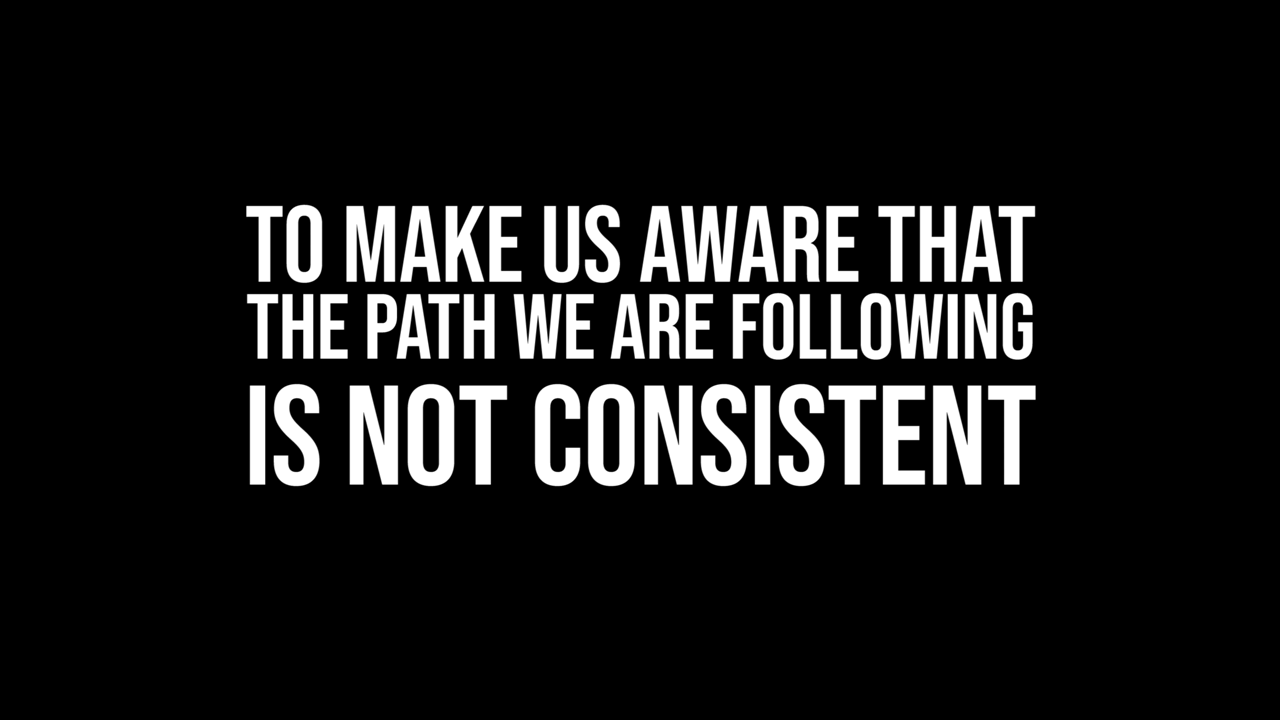 TO MAKE US AWARE THAT
THE PATH WE ARE FOLLOWING
IS NOT CONSISTENT